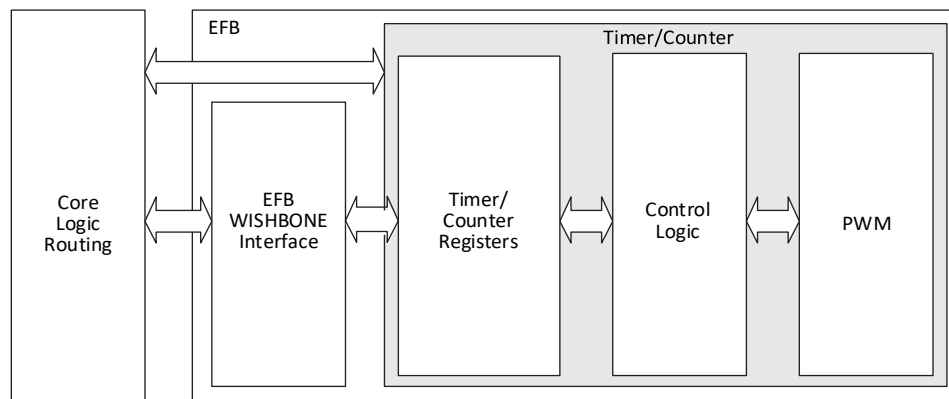 EFB
Timer/Counter
Core
Logic
Routing
EFB
WISHBONE
Interface
Timer/
Counter
Registers
Control
Logic
PWM